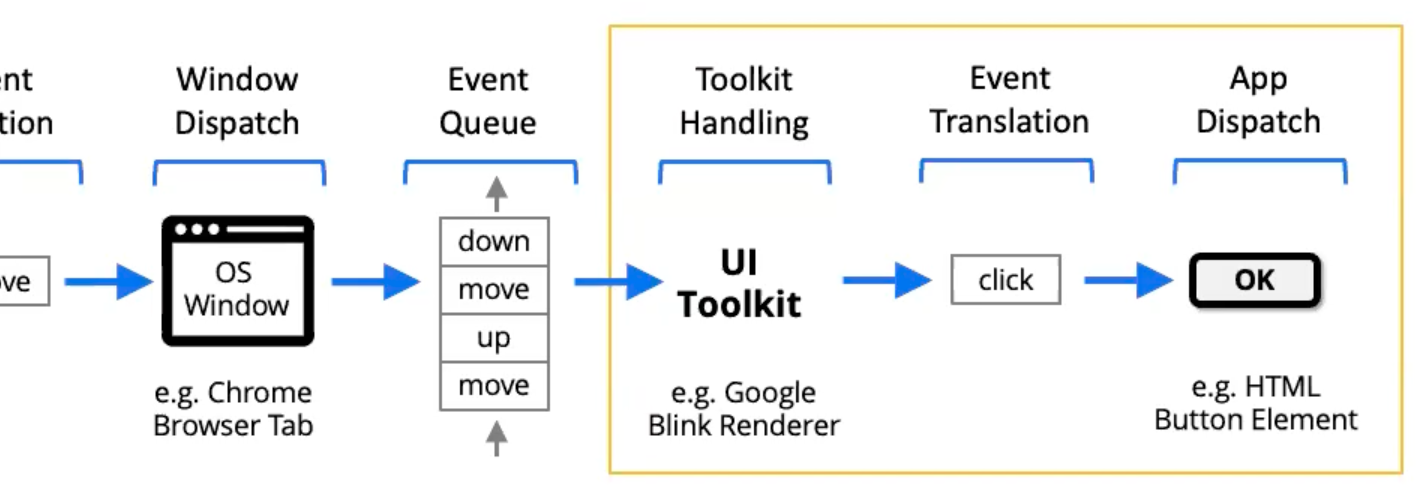 ent
tion
Window
Dispatch
Event
Queue
Toolkit
Handling
Event
Translation
App
Dispatch
ove
OS
Window
down
move
up
move
UI
Toolkit
click
OK
e.g. Chrome
Browser Tab
e.g. Google
Blink Renderer
e.g. HTML
Button Element